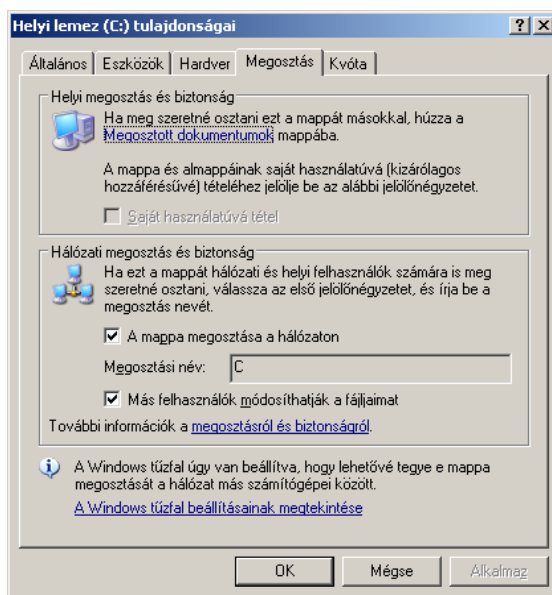 Helyi lemez (C:) tulajdonságai
Általános Eszközök Hardver Megosztás Kvóta
Helyi megosztás és biztonság
Ha meg szeretné osztani ezt a mappát másokkal, húzza a
Megosztott dokumentumok mappába.
A mappa és almappáinak saját használatúvá (kizárólagos
hozzáférésűvé) tételéhez jelölje be az alábbi jelölőnégyzetet.
Saját használatúvá tétel
Hálózati megosztás és biztonság
Ha ezt a mappát hálózati és helyi felhasználók számára is meg
szeretné osztani, válassza az első jelölőnégyzetet, és írja be a
megosztás nevét.
A mappa megosztása a hálózaton
Megosztási név: C
Más felhasználók módosíthatják a fájljaimat
További információk a megosztásról és biztonságról.
A Windows tűzfal úgy van beállítva, hogy lehetővé tegye e mappa
megosztását a hálózat más számítógépei között.
A Windows tűzfal beállításainak megtekintése
OK Mégse Alkalmaz